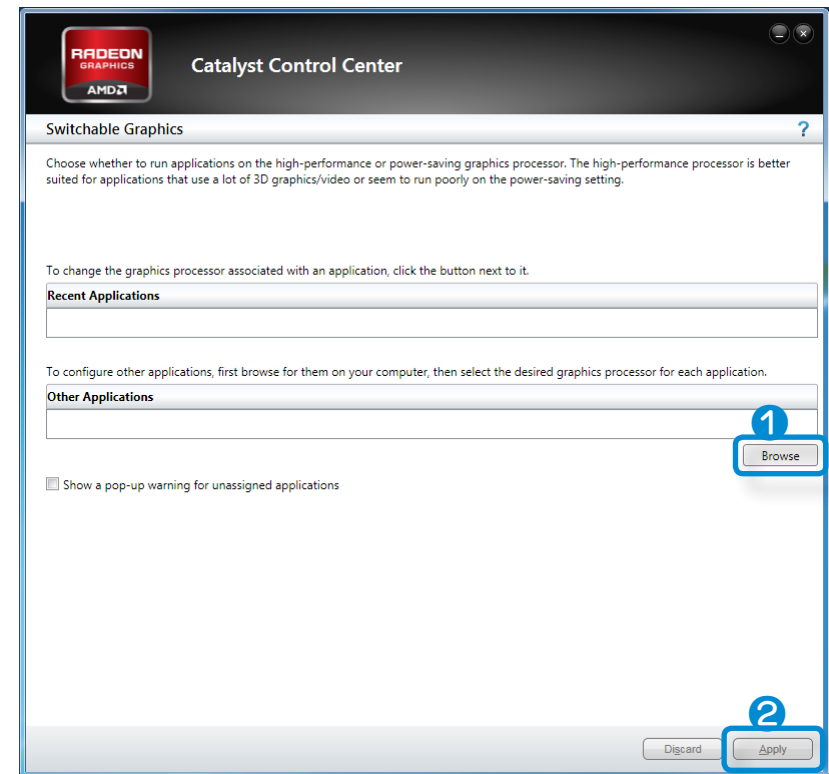 RADEON
GRAPHICS
AMD
Catalyst Control Center
Switchable Graphics
?
Choose whether to run applications on the high-performance or power-saving graphics processor. The high-performance processor is better
suited for applications that use a lot of 3D graphics/video or seem to run poorly on the power-saving setting.
To change the graphics processor associated with an application, click the button next to it.
Recent Applications
To configure other applications, first browse for them on your computer, then select the desired graphics processor for each application.
Other Applications
1
Browse
Show a pop-up warning for unassigned applications
2
Discard
Apply